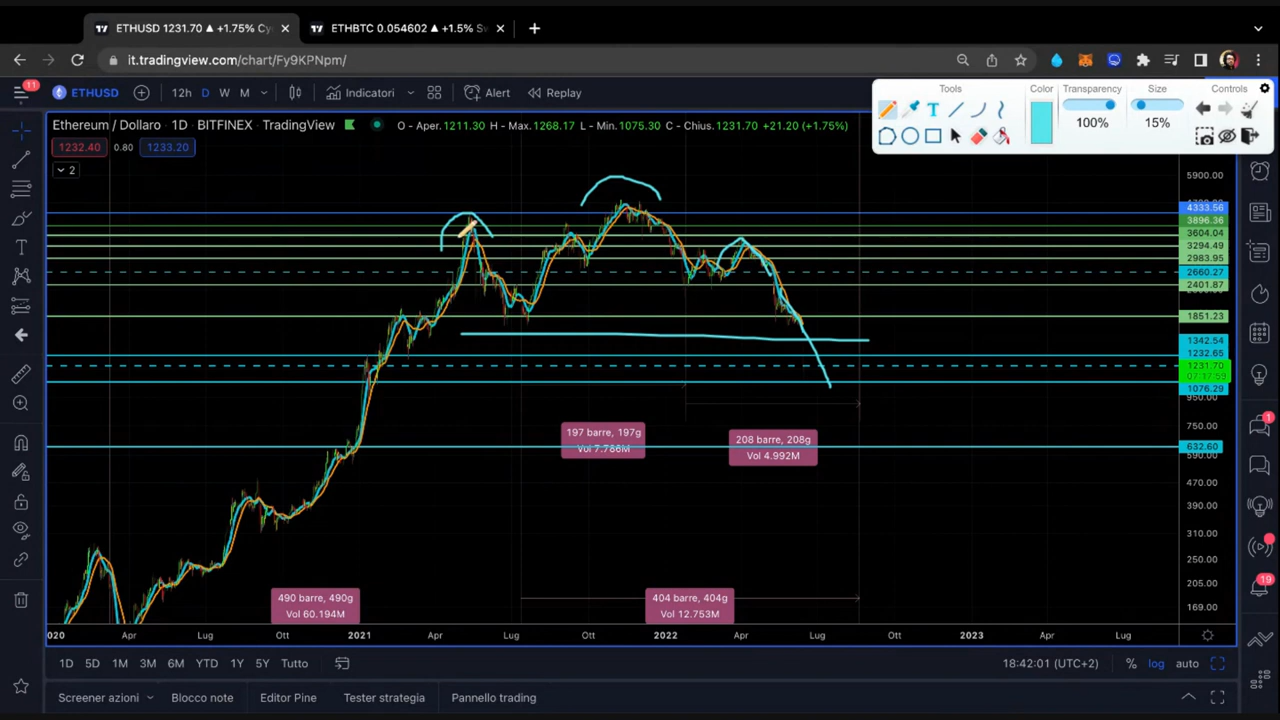 ETHUSD 1231.70 ▲ +1.75% Cy
ETHBTC 0.054602 ▲ +1.5% S
it.tradingview.com/chart/Fy9KPNpm/
11
ETHUSD
12h D W M
Indicatori
Alert
Replay
Tools
Color
Transparency
Size
Controls
100%
15%
Ethereum / Dollaro · 1D · BITFINEX · TradingView
O - Aper.1211.30 H - Max.1268.17 L - Min.1075.30 C - Chius.1231.70 +21.20 (+1.75%)
1232.40 0.80 1233.20
2
5900.00
4333.56
3896.36
3604.04
3294.49
2983.95
2660.27
2401.87
1851.23
1342.54
1232.65
1231.70
07:17:59
1076.29
950.00
750.00
632.60
590.00
470.00
390.00
310.00
250.00
205.00
169.00
197 barre, 197g
Vol 7.786M
208 barre, 208g
Vol 4.992M
490 barre, 490g
Vol 60.194M
404 barre, 404g
Vol 12.753M
020 Apr Lug Ott 2021 Apr Lug Ott 2022 Apr Lug Ott 2023 Apr Lug
1D 5D 1M 3M 6M YTD 1Y 5Y Tutto
18:42:01 (UTC+2)
% log auto
Screener azioni
Blocco note
Editor Pine
Tester strategia
Pannello trading
1
19